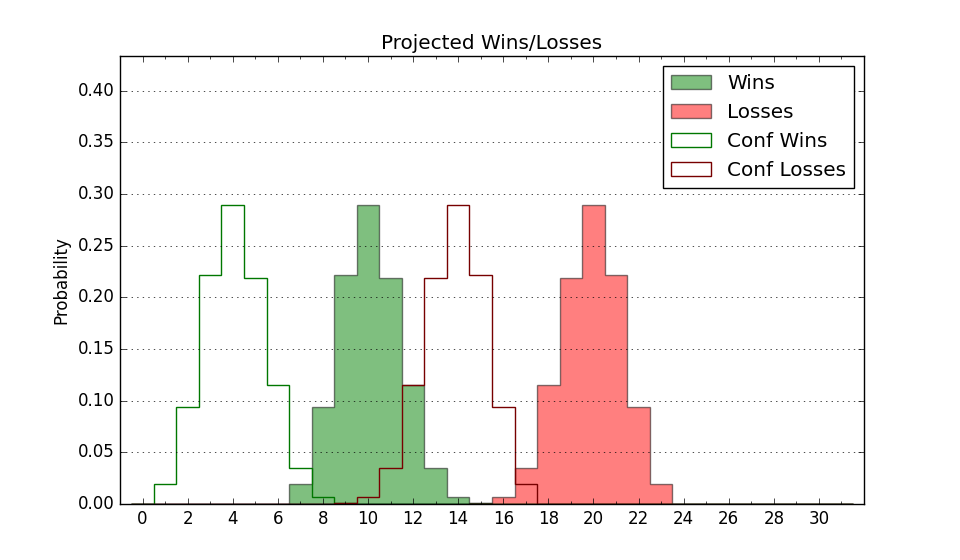 Projected Wins/Losses
Wins
Losses
Conf Wins
Conf Losses
Probability
0.40
0.35
0.30
0.25
0.20
0.15
0.10
0.05
0.00
0 2 4 6 8 10 12 14 16 18 20 22 24 26 28 30